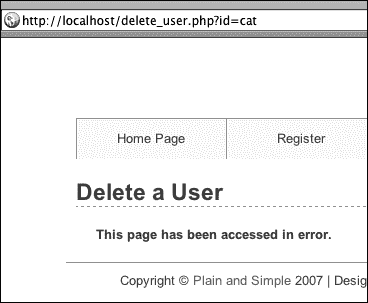 http://localhost/delete_user.php?id=cat
Home Page
Register
Delete a User
This page has been accessed in error.
Copyright © Plain and Simple 2007 | Desig